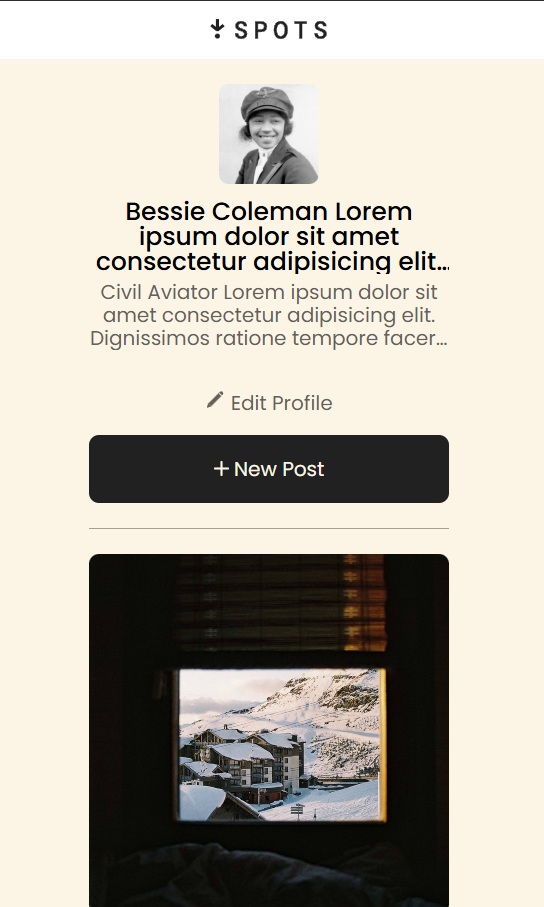 SPOTS
Bessie Coleman Lorem
ipsum dolor sit amet
consectetur adipisicing elit...
Civil Aviator Lorem ipsum dolor sit
amet consectetur adipisicing elit.
Dignissimos ratione tempore facer...
Edit Profile
+ New Post